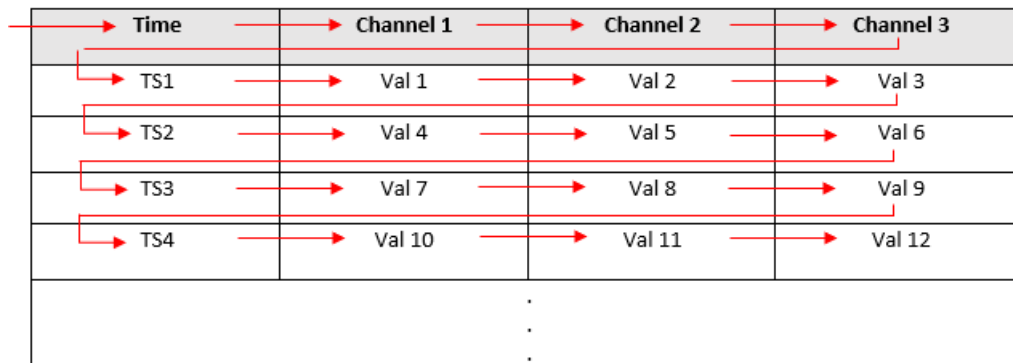 Time Channel 1 Channel 2 Channel 3
TS1 Val 1 Val 2 Val 3
TS2 Val 4 Val 5 Val 6
TS3 Val 7 Val 8 Val 9
TS4 Val 10 Val 11 Val 12
.
.
.